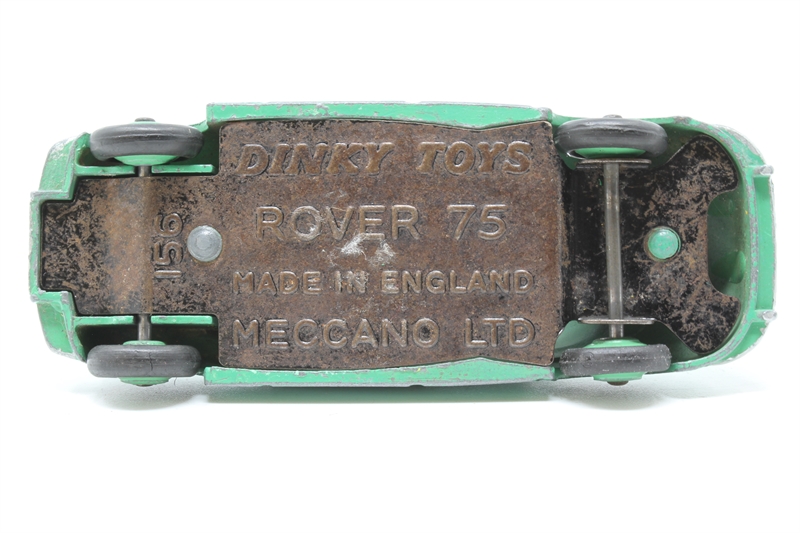 DINKY TOYS
ROVER 75
MADE IN ENGLAND
MECCANO LTD
156